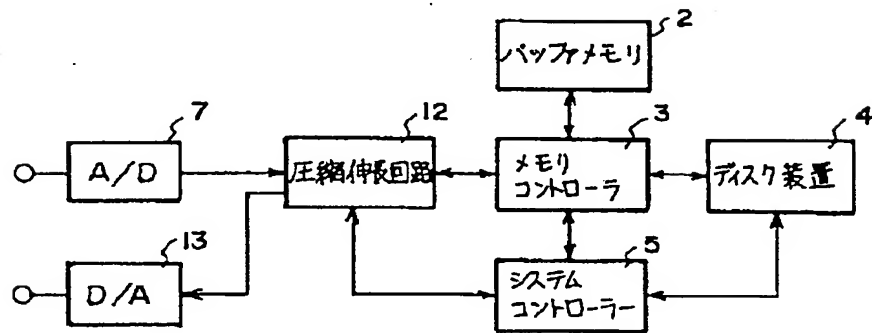 2
バッファメモリ
7
12
3
4
A/D
圧縮伸長回路
メモリ
コントローラ
ディスク装置
13
5
D/A
システム
コントローラー